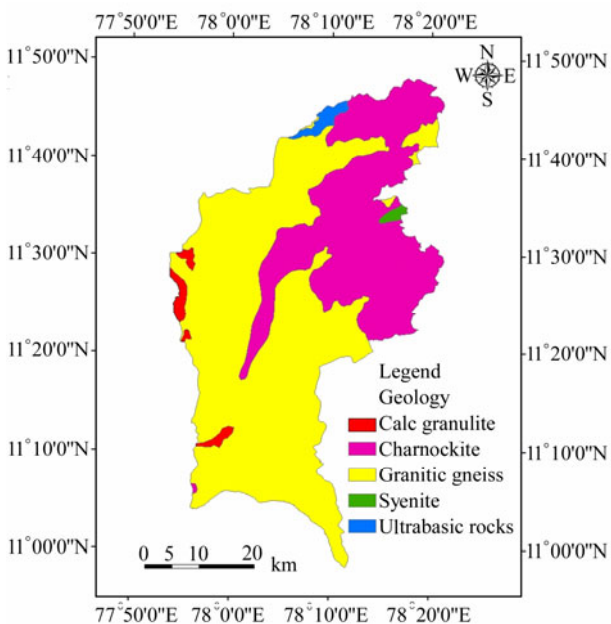 77˚50'0"E 78˚0'0"E 78˚10'0"E 78˚20'0"E
11˚50'0"N 11˚50'0"N
N
W E
S
11˚40'0"N 11˚40'0"N
11˚30'0"N 11˚30'0"N
11˚20'0"N 11˚20'0"N
Legend
Geology
Calc granulite
11˚10'0"N 11˚10'0"N
Charnockite
Granitic gneiss
Syenite
Ultrabasic rocks
11˚00'0"N 11˚00'0"N
0 5 10 20
km
77˚50'0"E 78˚0'0"E 78˚10'0"E 78˚20'0"E